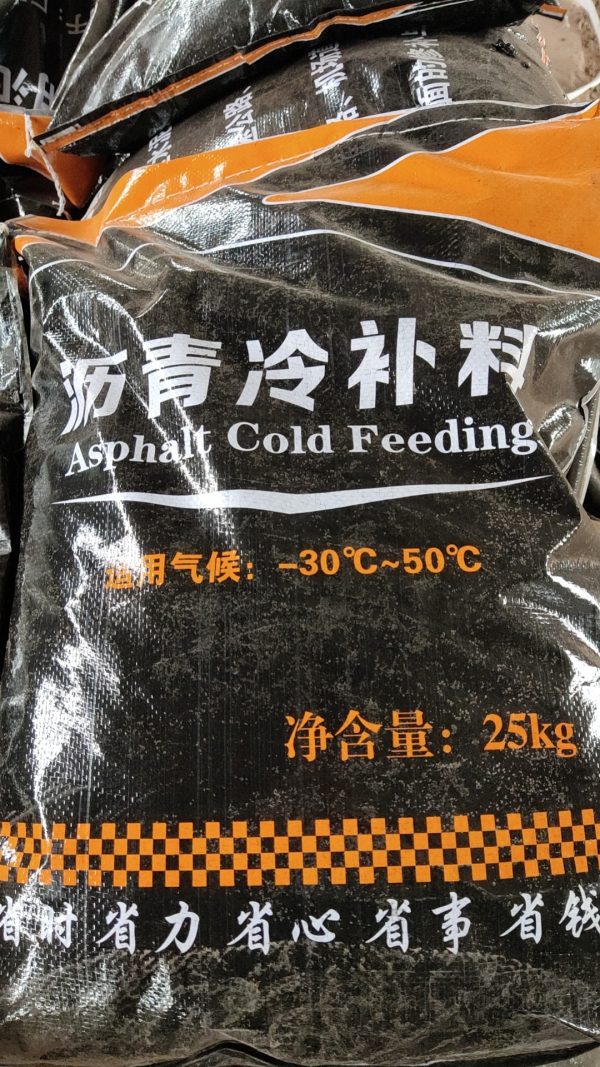 沥青冷补料
Asphalt Cold Feeding
适用气候：-30℃~50℃
净含量：25kg
省时 省力 省心 省事 省钱